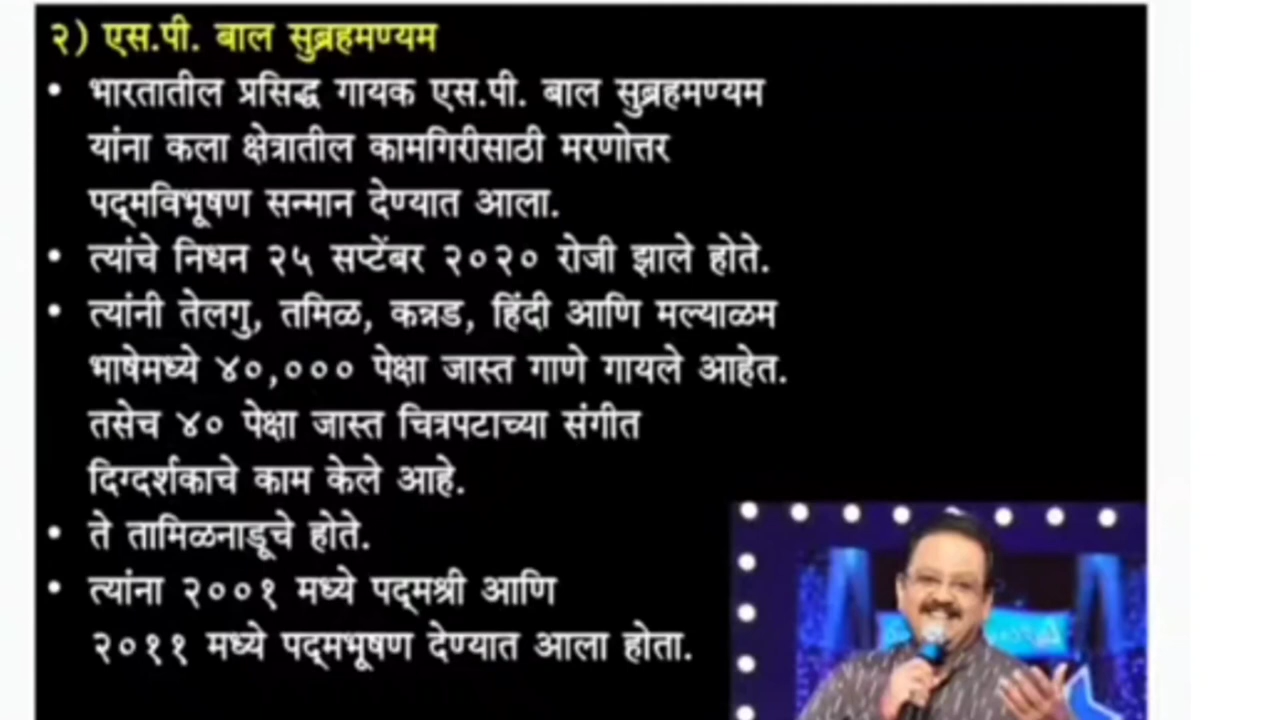 २) एस.पी. बाल सुब्रहमण्यम
• भारतातील प्रसिद्ध गायक एस.पी. बाल सुब्रहमण्यम
यांना कला क्षेत्रातील कामगिरीसाठी मरणोत्तर
पद्मविभूषण सन्मान देण्यात आला.
• त्यांचे निधन २५ सप्टेंबर २०२० रोजी झाले होते.
• त्यांनी तेलगु, तमिळ, कन्नड, हिंदी आणि मल्याळम
भाषेमध्ये ४०,००० पेक्षा जास्त गाणे गायले आहेत.
तसेच ४० पेक्षा जास्त चित्रपटाच्या संगीत
दिग्दर्शकाचे काम केले आहे.
• ते तामिळनाडूचे होते.
• त्यांना २००१ मध्ये पद्मश्री आणि
२०११ मध्ये पद्मभूषण देण्यात आला होता.